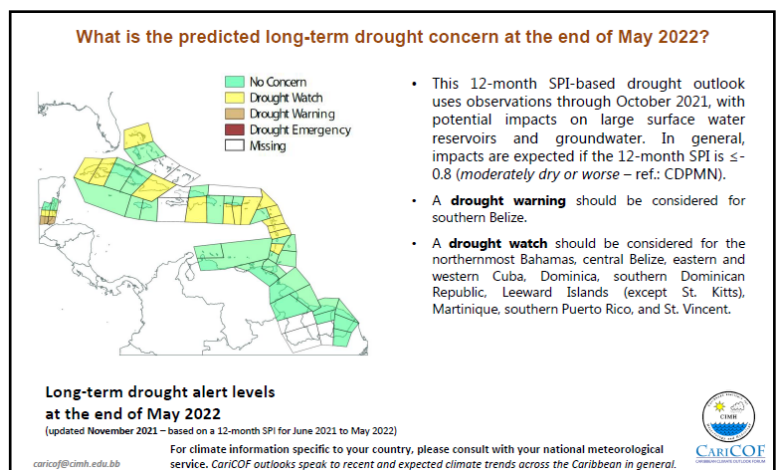 What is the predicted long-term drought concern at the end of May 2022?
No Concern
Drought Watch
Drought Warning
Drought Emergency
Missing
• This 12-month SPI-based drought outlook
uses observations through October 2021, with
potential impacts on large surface water
reservoirs and groundwater. In general,
impacts are expected if the 12-month SPI is ≤-
0.8 (moderately dry or worse – ref.: CDPMN).
• A drought warning should be considered for
southern Belize.
• A drought watch should be considered for the
northernmost Bahamas, central Belize, eastern and
western Cuba, Dominica, southern Dominican
Republic, Leeward Islands (except St. Kitts),
Martinique, southern Puerto Rico, and St. Vincent.
Long-term drought alert levels
at the end of May 2022
(updated November 2021 – based on a 12-month SPI for June 2021 to May 2022)
For climate information specific to your country, please consult with your national meteorological
service. CariCOF outlooks speak to recent and expected climate trends across the Caribbean in general.
caricof@cimh.edu.bb
CIMH
CARICOF
CARIBBEAN CLIMATE OUTLOOK FORUM